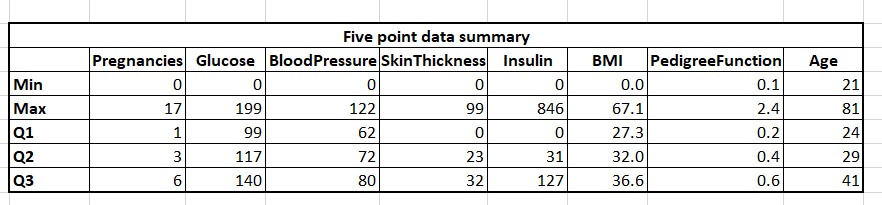 Five point data summary
Pregnancies Glucose BloodPressure SkinThickness Insulin BMI PedigreeFunction Age
Min 0 0 0 0 0 0.0 0.1 21
Max 17 199 122 99 846 67.1 2.4 81
Q1 1 99 62 0 0 27.3 0.2 24
Q2 3 117 72 23 31 32.0 0.4 29
Q3 6 140 80 32 127 36.6 0.6 41